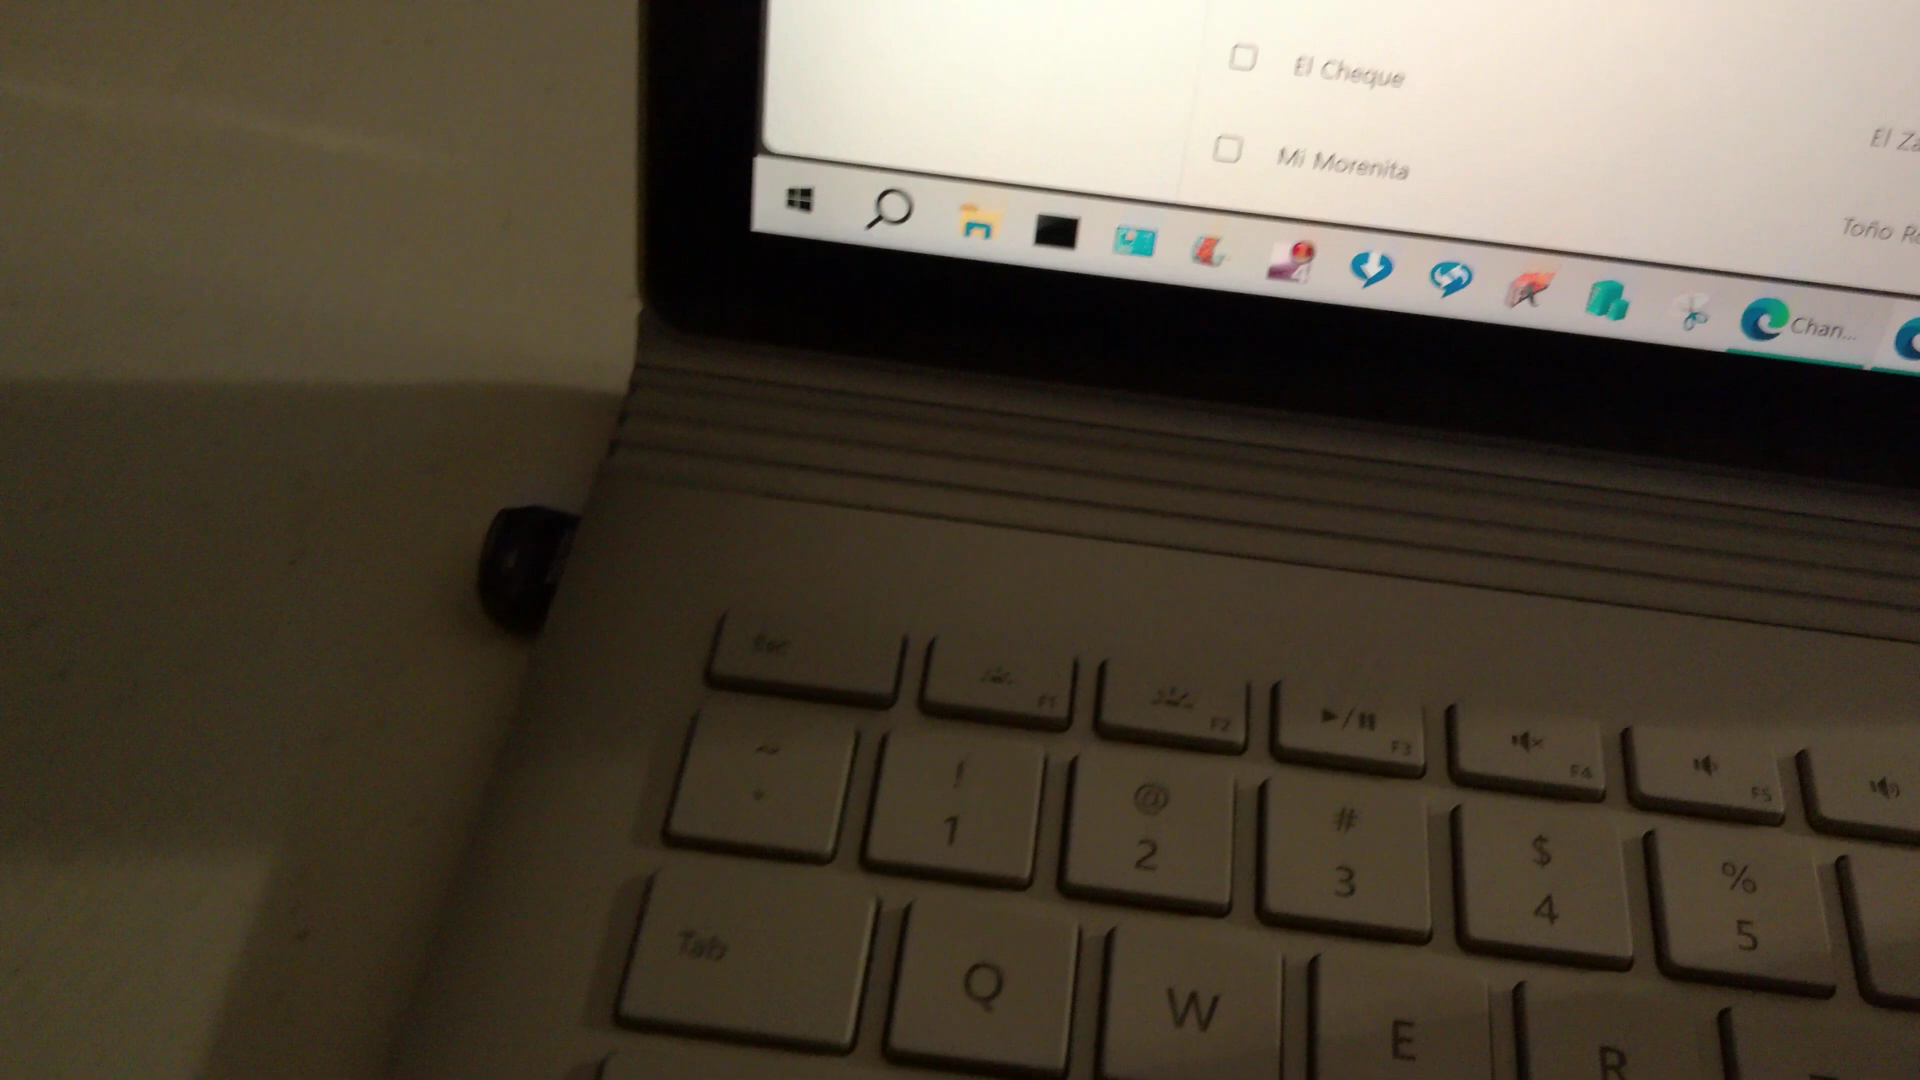 El Cheque
El Za
Mi Morenita
Toño R
Chan...
Esc
F1
F2
F3
F4
F5
~
!
1
@
2
#
3
$
4
%
5
Tab
Q
W
E
R